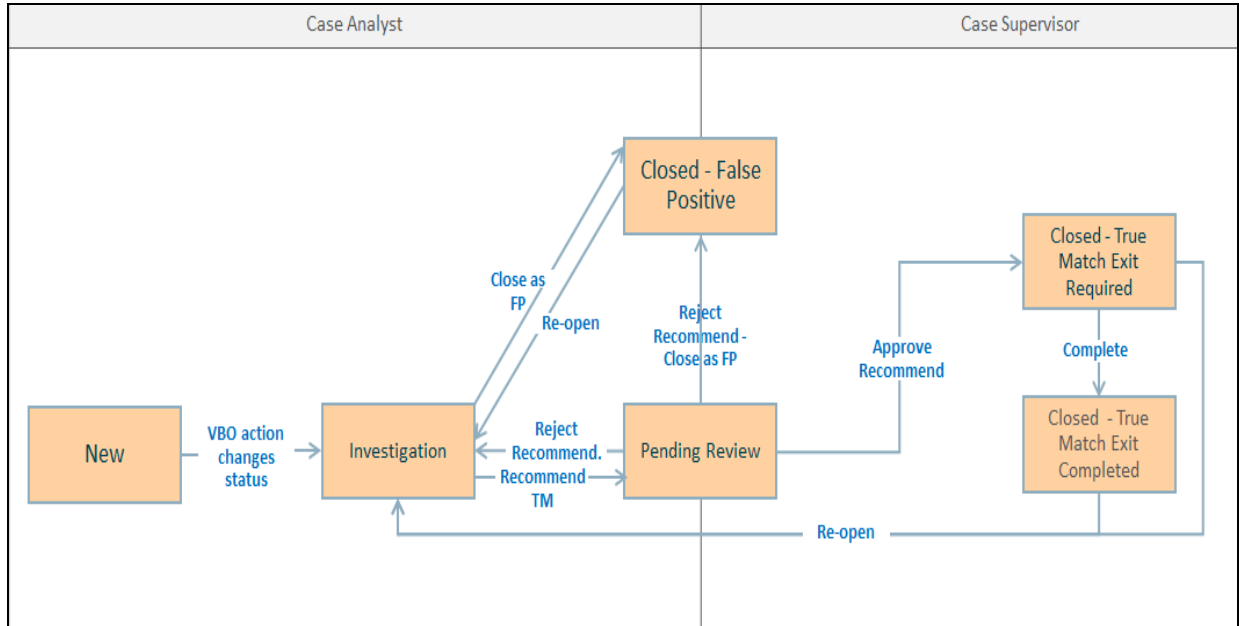 Case Analyst
Case Supervisor
Closed - False
Positive
Closed - True
Match Exit
Required
Close as
FP
Re-open
Reject
Recommend -
Close as FP
Approve
Recommend
Complete
New
VBO action
changes
status
Investigation
Reject
Recommend.
Recommend
TM
Pending Review
Closed - True
Match Exit
Completed
Re-open